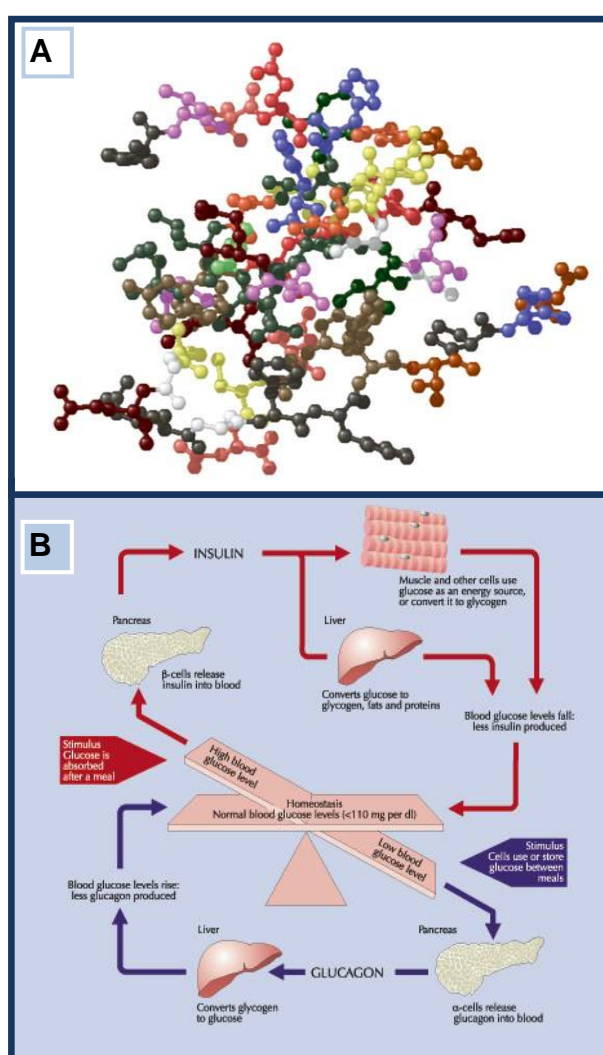 A
B
INSULIN
Muscle and other cells use
glucose as an energy source,
or convert it to glycogen
Pancreas
β-cells release
insulin into blood
Liver
Converts glucose to
glycogen, fats and proteins
Blood glucose levels fall:
less insulin produced
Stimulus
Glucose is
absorbed
after a meal
High blood
glucose level
Homeostasis
Normal blood glucose levels (<110 mg per dl)
Low blood
glucose level
Stimulus
Cells use or store
glucose between
meals
Blood glucose levels rise:
less glucagon produced
Liver
Converts glycogen
to glucose
GLUCAGON
Pancreas
α-cells release
glucagon into blood